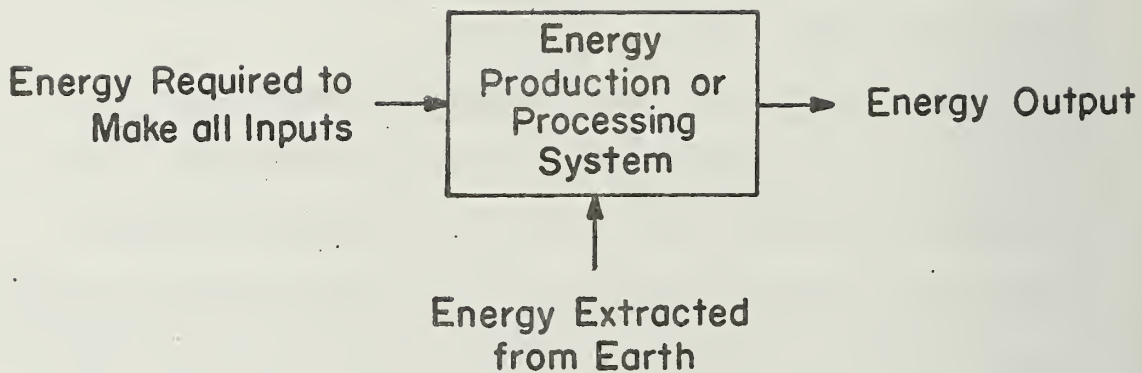 Energy Required to
Make all Inputs
Energy
Production or
Processing
System
Energy Output
Energy Extracted
from Earth